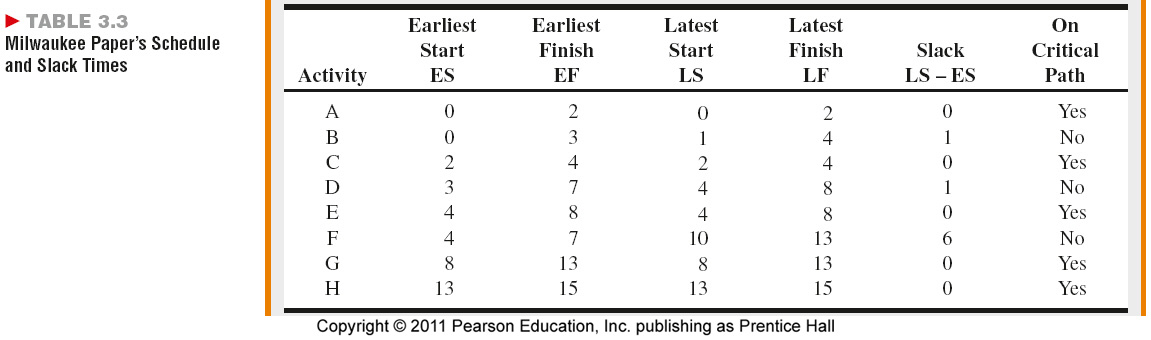 ► TABLE 3.3
Milwaukee Paper's Schedule
and Slack Times
Activity Earliest Start ES Earliest Finish EF Latest Start LS Latest Finish LF Slack LS – ES On Critical Path
A 0 2 0 2 0 Yes
B 0 3 1 4 1 No
C 2 4 2 4 0 Yes
D 3 7 4 8 1 No
E 4 8 4 8 0 Yes
F 4 7 10 13 6 No
G 8 13 8 13 0 Yes
H 13 15 13 15 0 Yes
Copyright © 2011 Pearson Education, Inc. publishing as Prentice Hall